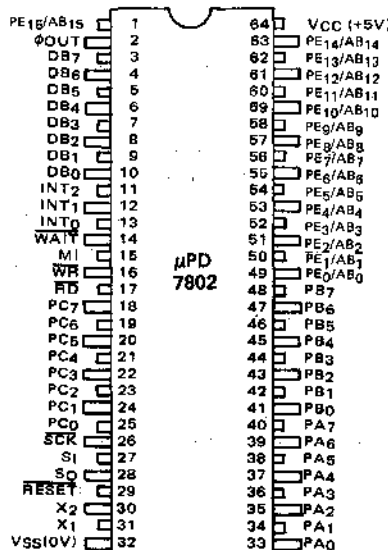 PE15/AB15 1 64 VCC (+5V)
ΦOUT 2 63 PE14/AB14
DB7 3 62 PE13/AB13
DB6 4 61 PE12/AB12
DB5 5 60 PE11/AB11
DB4 6 59 PE10/AB10
DB3 7 58 PE9/AB9
DB2 8 57 PE8/AB8
DB1 9 56 PE7/AB7
DB0 10 55 PE6/AB6
INT2 11 54 PE5/AB5
INT1 12 53 PE4/AB4
INT0 13 52 PE3/AB3
W̅A̅I̅T̅ 14 51 PE2/AB2
MI 15 50 PE1/AB1
W̅R̅ 16 49 PE0/AB0
R̅D̅ 17 48 PB7
PC7 18 47 PB6
PC6 19 46 PB5
PC5 20 45 PB4
PC4 21 44 PB3
PC3 22 43 PB2
PC2 23 42 PB1
PC1 24 41 PB0
PC0 25 40 PA7
S̅C̅K̅ 26 39 PA6
SI 27 38 PA5
SO 28 37 PA4
R̅E̅S̅E̅T̅ 29 36 PA3
X2 30 35 PA2
X1 31 34 PA1
VSS(0V) 32 33 PA0
μPD
7802